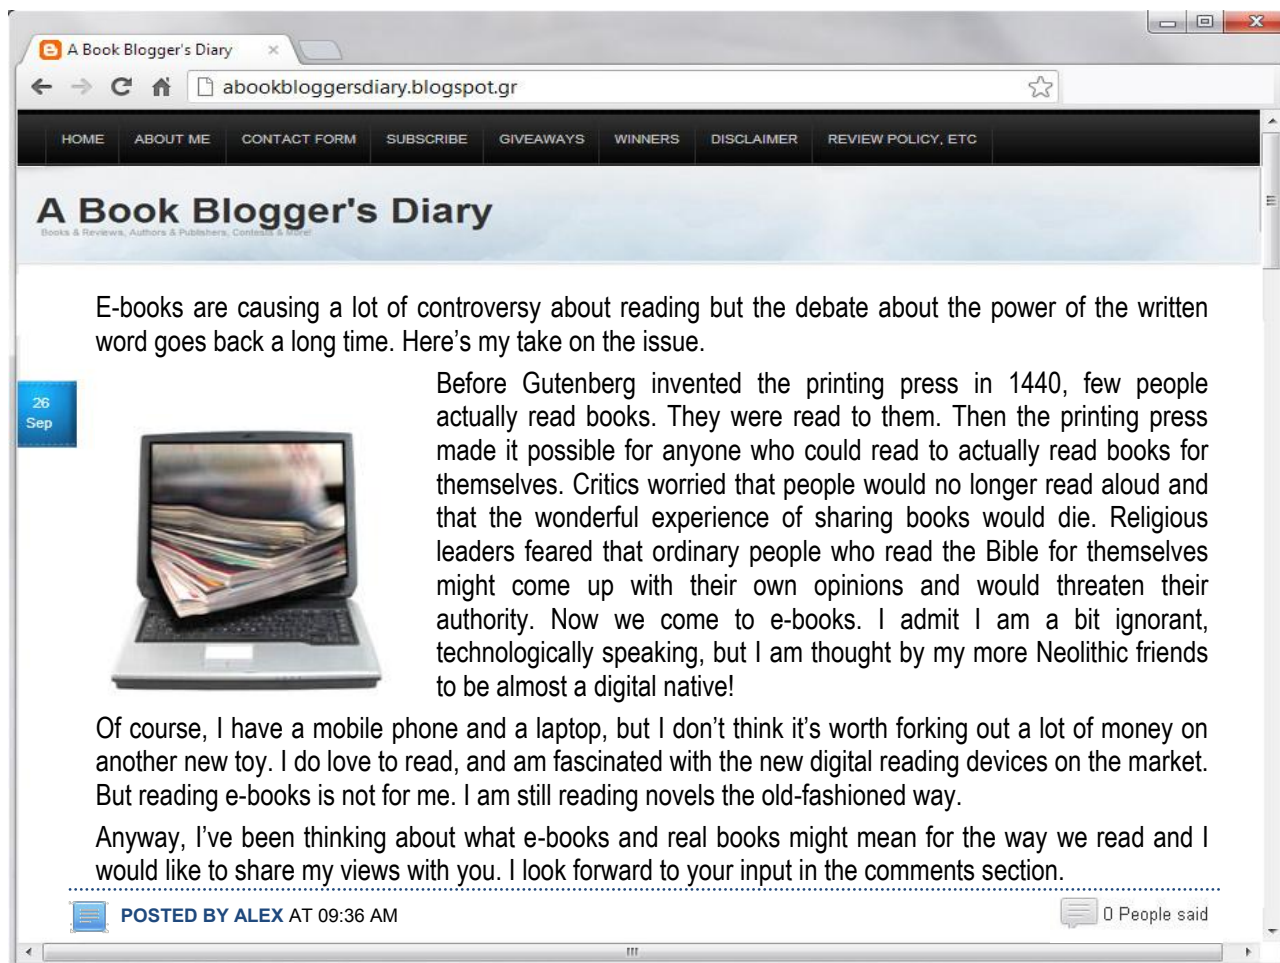 A Book Blogger's Diary
abookbloggersdiary.blogspot.gr
HOME ABOUT ME CONTACT FORM SUBSCRIBE GIVEAWAYS WINNERS DISCLAIMER REVIEW POLICY, ETC
A Book Blogger's Diary
Books & Reviews, Authors & Publishers, Contests & More!
E-books are causing a lot of controversy about reading but the debate about the power of the written
word goes back a long time. Here's my take on the issue.
26
Sep
Before Gutenberg invented the printing press in 1440, few people
actually read books. They were read to them. Then the printing press
made it possible for anyone who could read to actually read books for
themselves. Critics worried that people would no longer read aloud and
that the wonderful experience of sharing books would die. Religious
leaders feared that ordinary people who read the Bible for themselves
might come up with their own opinions and would threaten their
authority. Now we come to e-books. I admit I am a bit ignorant,
technologically speaking, but I am thought by my more Neolithic friends
to be almost a digital native!
Of course, I have a mobile phone and a laptop, but I don't think it's worth forking out a lot of money on
another new toy. I do love to read, and am fascinated with the new digital reading devices on the market.
But reading e-books is not for me. I am still reading novels the old-fashioned way.
Anyway, I've been thinking about what e-books and real books might mean for the way we read and I
would like to share my views with you. I look forward to your input in the comments section.
POSTED BY ALEX AT 09:36 AM
0 People said